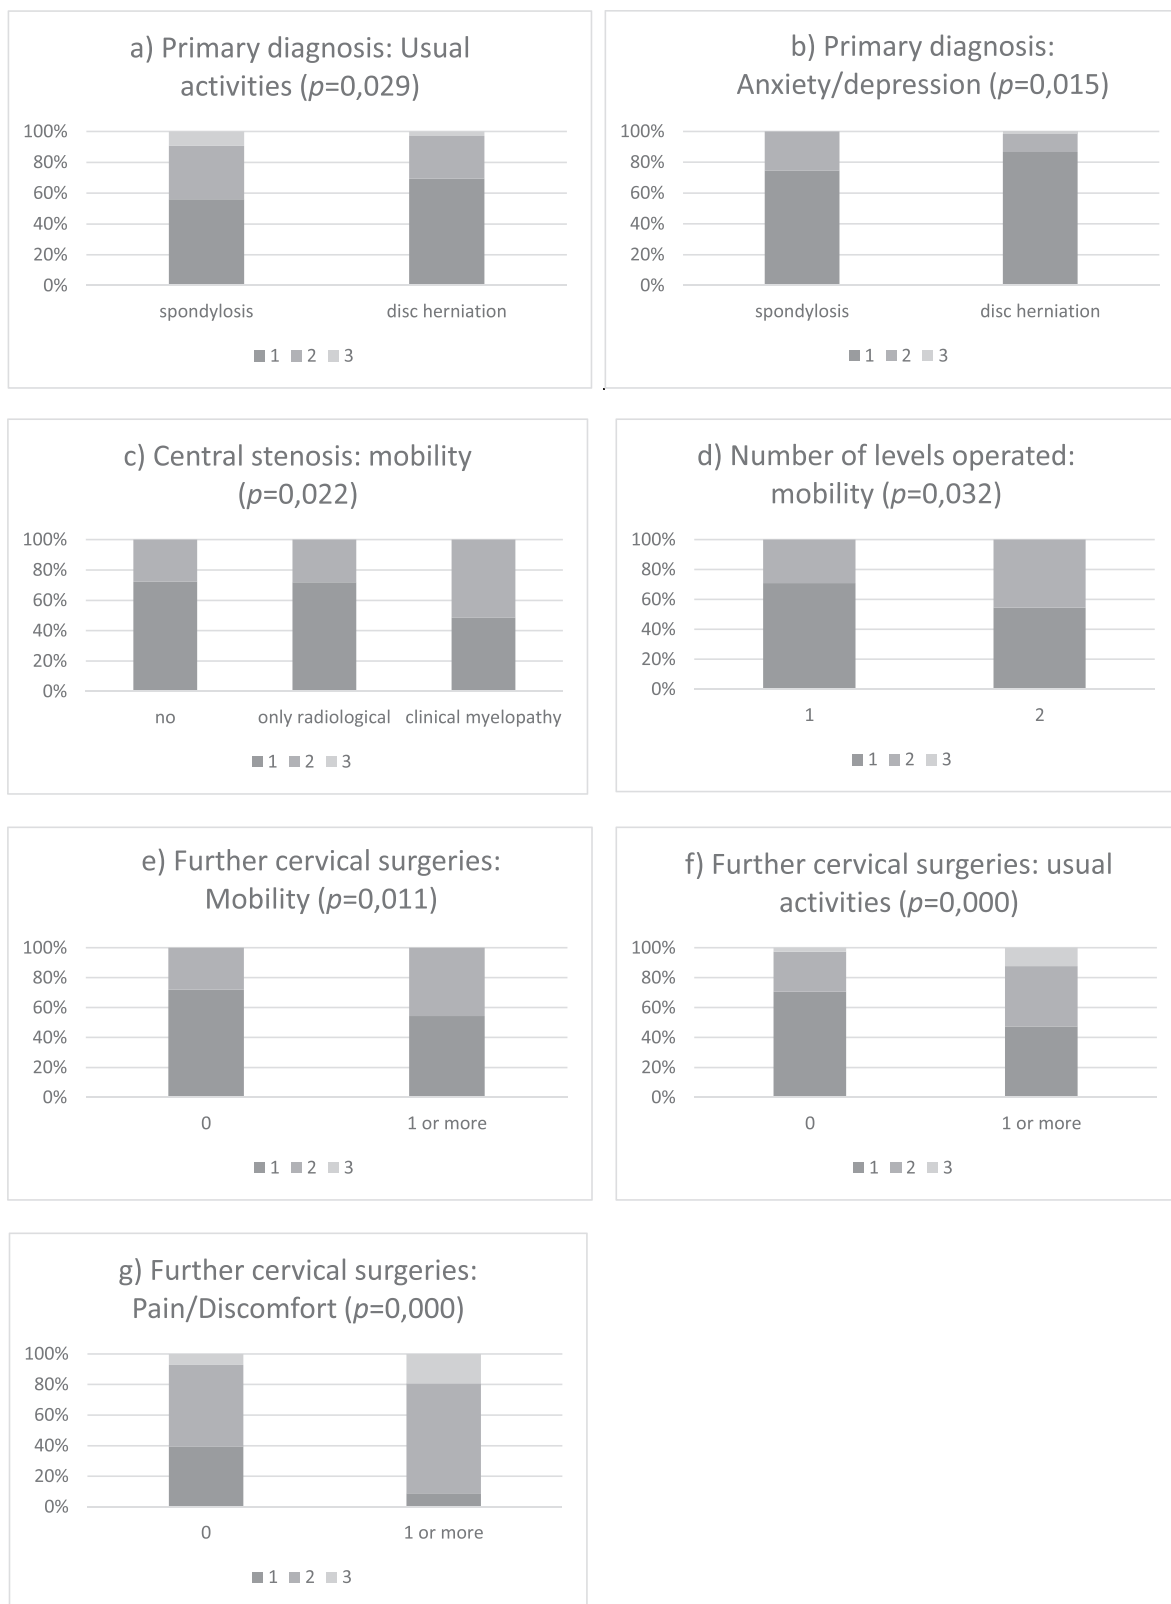 a) Primary diagnosis: Usual
activities (p=0,029)
100%
80%
60%
40%
20%
0%
spondylosis disc herniation
1 2 3
b) Primary diagnosis:
Anxiety/depression (p=0,015)
100%
80%
60%
40%
20%
0%
spondylosis disc herniation
1 2 3
c) Central stenosis: mobility
(p=0,022)
100%
80%
60%
40%
20%
0%
no only radiological clinical myelopathy
1 2 3
d) Number of levels operated:
mobility (p=0,032)
100%
80%
60%
40%
20%
0%
1 2
1 2 3
e) Further cervical surgeries:
Mobility (p=0,011)
100%
80%
60%
40%
20%
0%
0 1 or more
1 2 3
f) Further cervical surgeries: usual
activities (p=0,000)
100%
80%
60%
40%
20%
0%
0 1 or more
1 2 3
g) Further cervical surgeries:
Pain/Discomfort (p=0,000)
100%
80%
60%
40%
20%
0%
0 1 or more
1 2 3